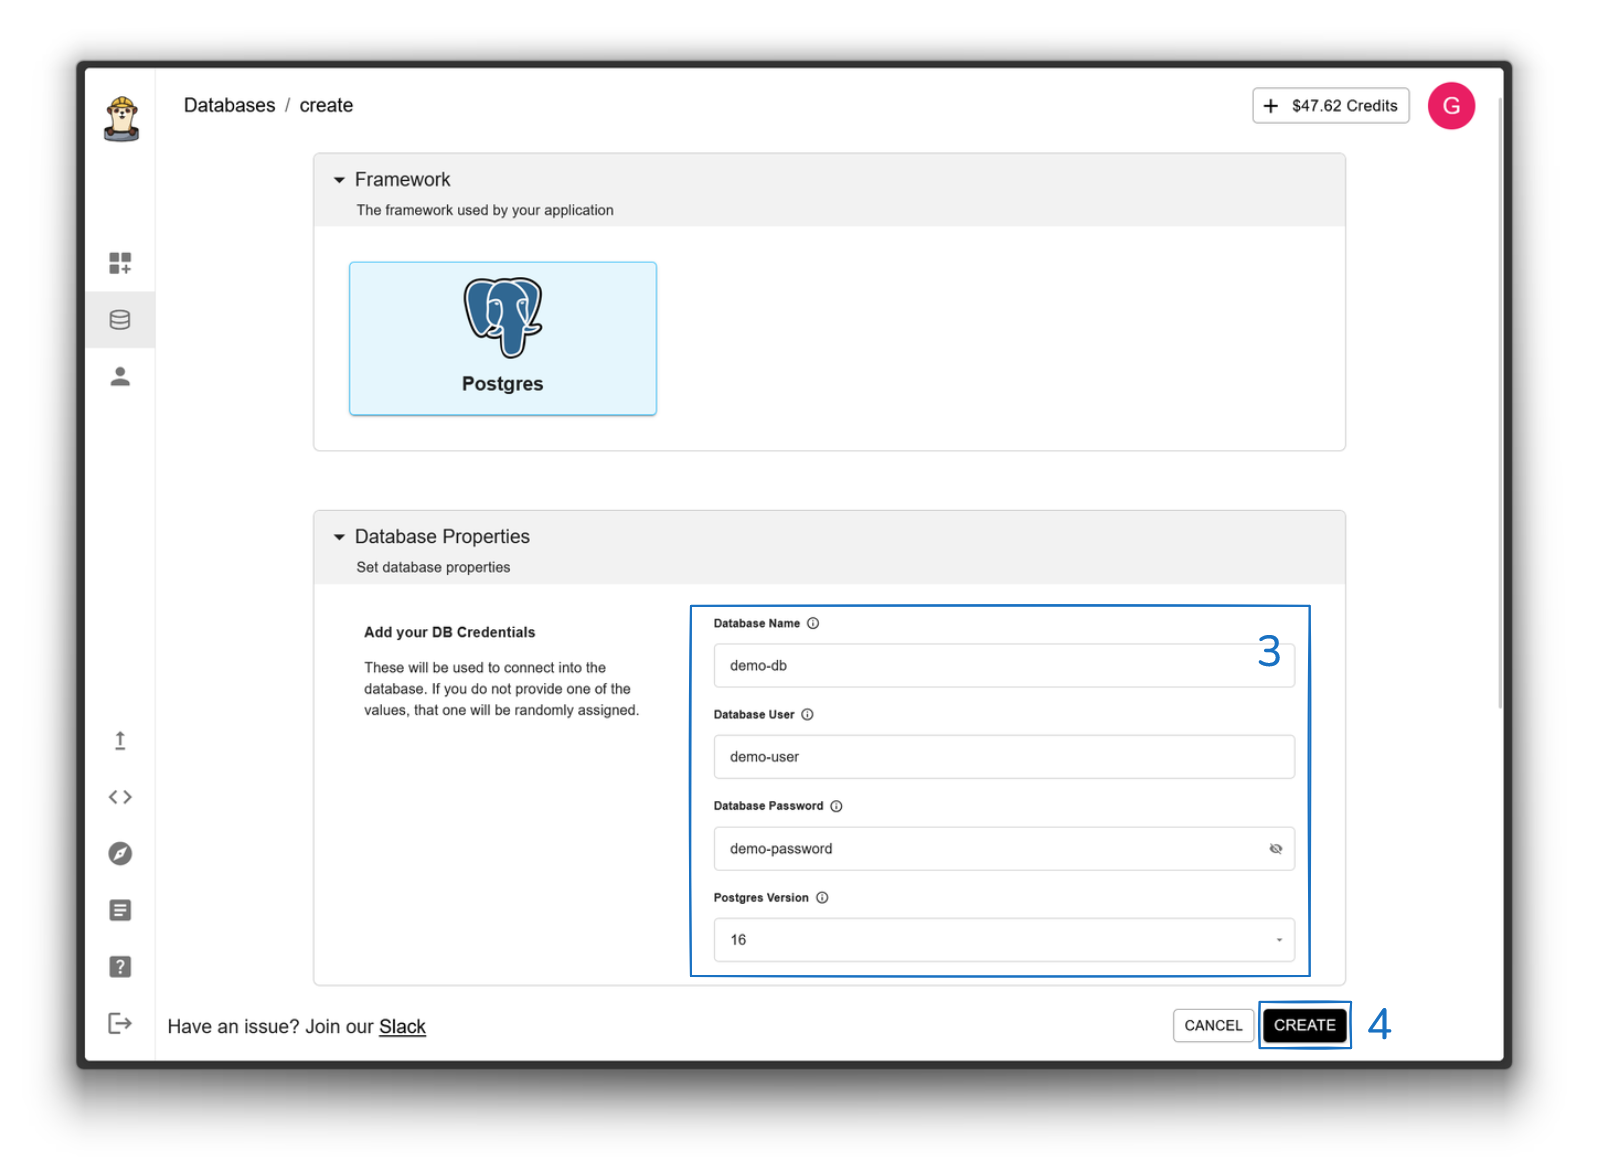 Databases / create
+ $47.62 Credits
G
Framework
The framework used by your application
Postgres
Database Properties
Set database properties
Add your DB Credentials
These will be used to connect into the
database. If you do not provide one of the
values, that one will be randomly assigned.
Database Name
3
demo-db
Database User
demo-user
Database Password
demo-password
Postgres Version
16
Have an issue? Join our Slack
CANCEL
CREATE
4